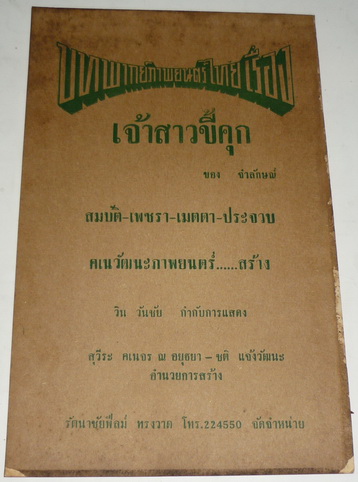 บทพากย์ภาพยนตร์ไทยเรื่อง
เจ้าสาวขี้คุก
ของ ขำลักษณ์
สมบัติ-เพชรา-เมตตา-ประจวบ
คเนวัฒนะภาพยนตร์......สร้าง
วิน วันชัย กำกับการแสดง
สุวีระ คเนจร ณ อยุธยา - ชติ แจ้งวัฒนะ
อำนวยการสร้าง
รัตนาชัยฟิล์ม ทรงวาด โทร.224550 จัดจำหน่าย